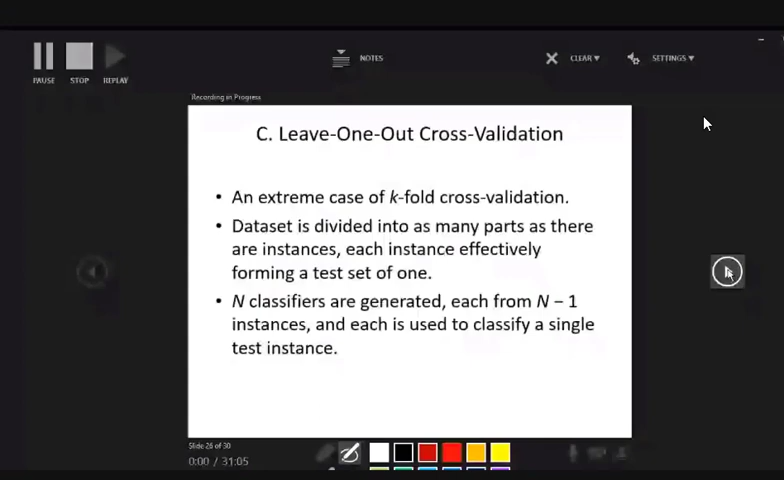 NOTES
CLEAR
SETTINGS
PAUSE STOP REPLAY
Recording in Progress
C. Leave-One-Out Cross-Validation
• An extreme case of k-fold cross-validation.
• Dataset is divided into as many parts as there
are instances, each instance effectively
forming a test set of one.
• N classifiers are generated, each from N − 1
instances, and each is used to classify a single
test instance.
Slide 26 of 30
0:00 / 31:05